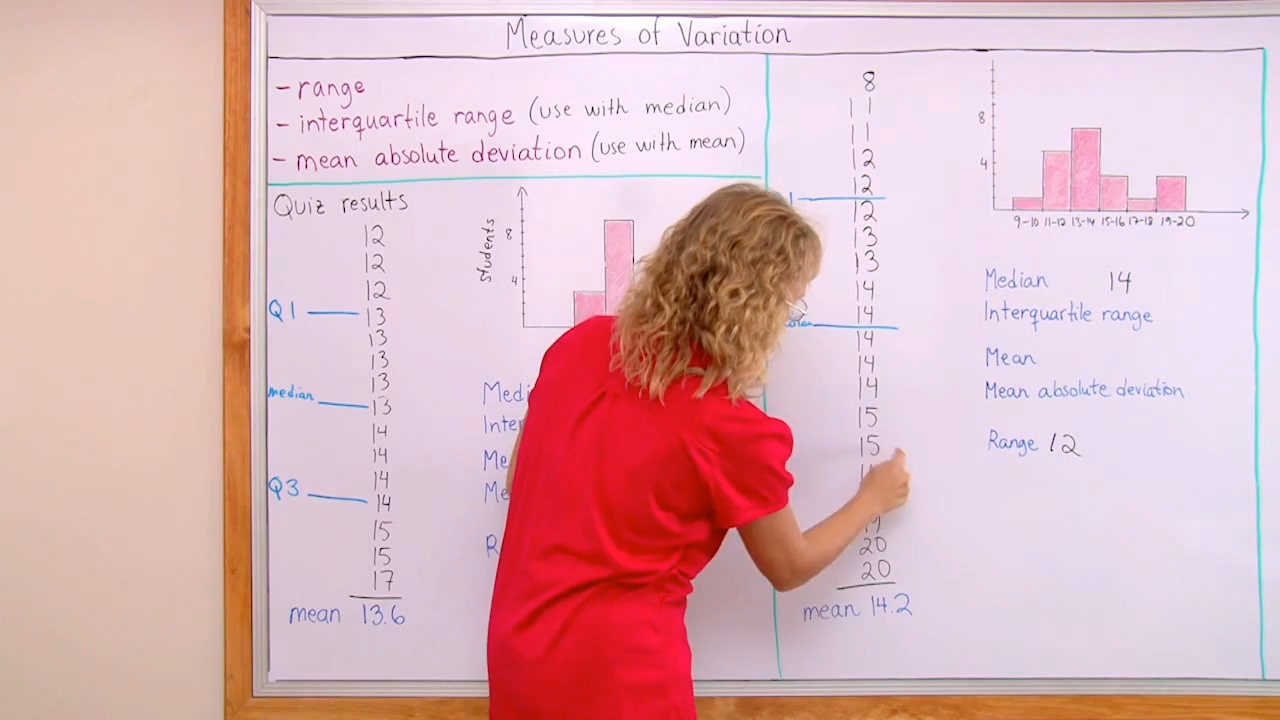 Measures of Variation
- range
- interquartile range (use with median)
- mean absolute deviation (use with mean)
Quiz results
12
12
12
Q1 13
13
13
13
median 13
14
14
14
Q3 14
15
15
17
mean 13.6
Students
8
4
8
11
11
12
12
12
13
13
14
14
14
14
14
15
15
20
20
mean 14.2
8
4
9-10 11-12 13-14 15-16 17-18 19-20
Median 14
Interquartile range
Mean
Mean absolute deviation
Range 12